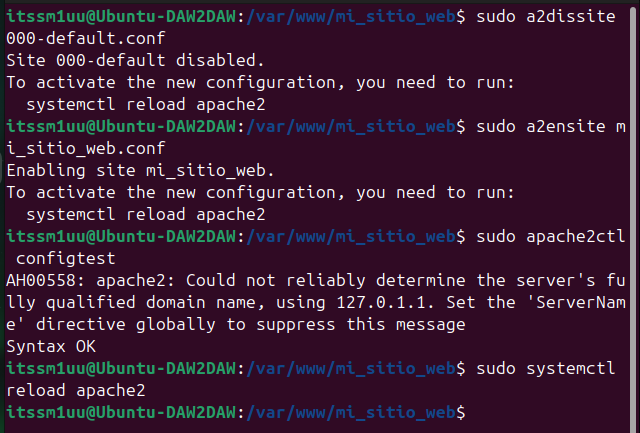 itssm1uu@Ubuntu-DAW2DAW:/var/www/mi_sitio_web$ sudo a2dissite
000-default.conf
Site 000-default disabled.
To activate the new configuration, you need to run:
  systemctl reload apache2
itssm1uu@Ubuntu-DAW2DAW:/var/www/mi_sitio_web$ sudo a2ensite m
i_sitio_web.conf
Enabling site mi_sitio_web.
To activate the new configuration, you need to run:
  systemctl reload apache2
itssm1uu@Ubuntu-DAW2DAW:/var/www/mi_sitio_web$ sudo apache2ctl
 configtest
AH00558: apache2: Could not reliably determine the server's fu
lly qualified domain name, using 127.0.1.1. Set the 'ServerNam
e' directive globally to suppress this message
Syntax OK
itssm1uu@Ubuntu-DAW2DAW:/var/www/mi_sitio_web$ sudo systemctl
reload apache2
itssm1uu@Ubuntu-DAW2DAW:/var/www/mi_sitio_web$